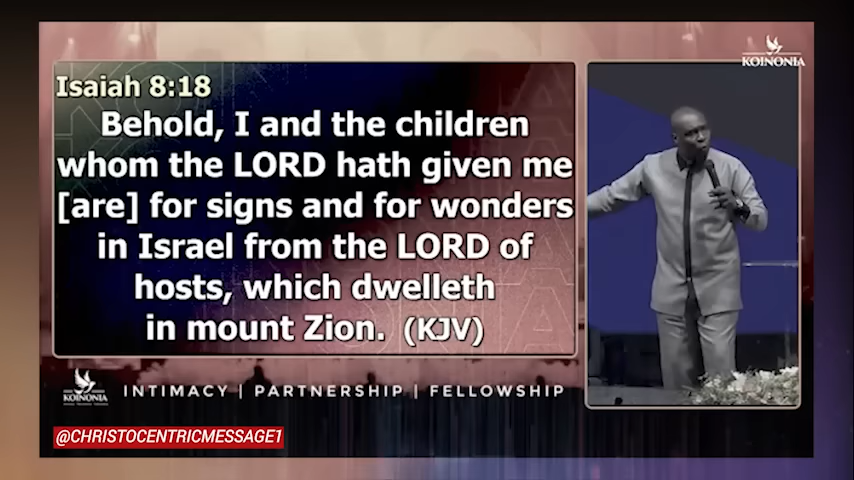 KOINONIA
Isaiah 8:18
Behold, I and the children
whom the LORD hath given me
[are] for signs and for wonders
in Israel from the LORD of
hosts, which dwelleth
in mount Zion. (KJV)
KOINONIA
INTIMACY | PARTNERSHIP | FELLOWSHIP
@CHRISTOCENTRICMESSAGE1